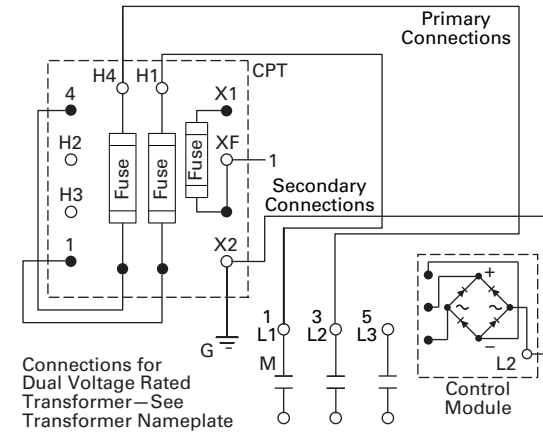 Primary
Connections
H4 H1 CPT
4 X1
H2 XF
Fuse Fuse Fuse
1
H3
Secondary
Connections
1 X2
+
~ ~
–
1 3 5
L1 L2 L3
L2
G
M
Control
Module
Connections for
Dual Voltage Rated
Transformer—See
Transformer Nameplate